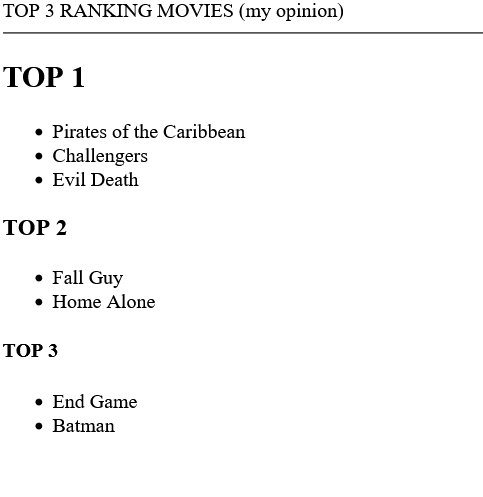 TOP 3 RANKING MOVIES (my opinion)
TOP 1
• Pirates of the Caribbean
• Challengers
• Evil Death
TOP 2
• Fall Guy
• Home Alone
TOP 3
• End Game
• Batman